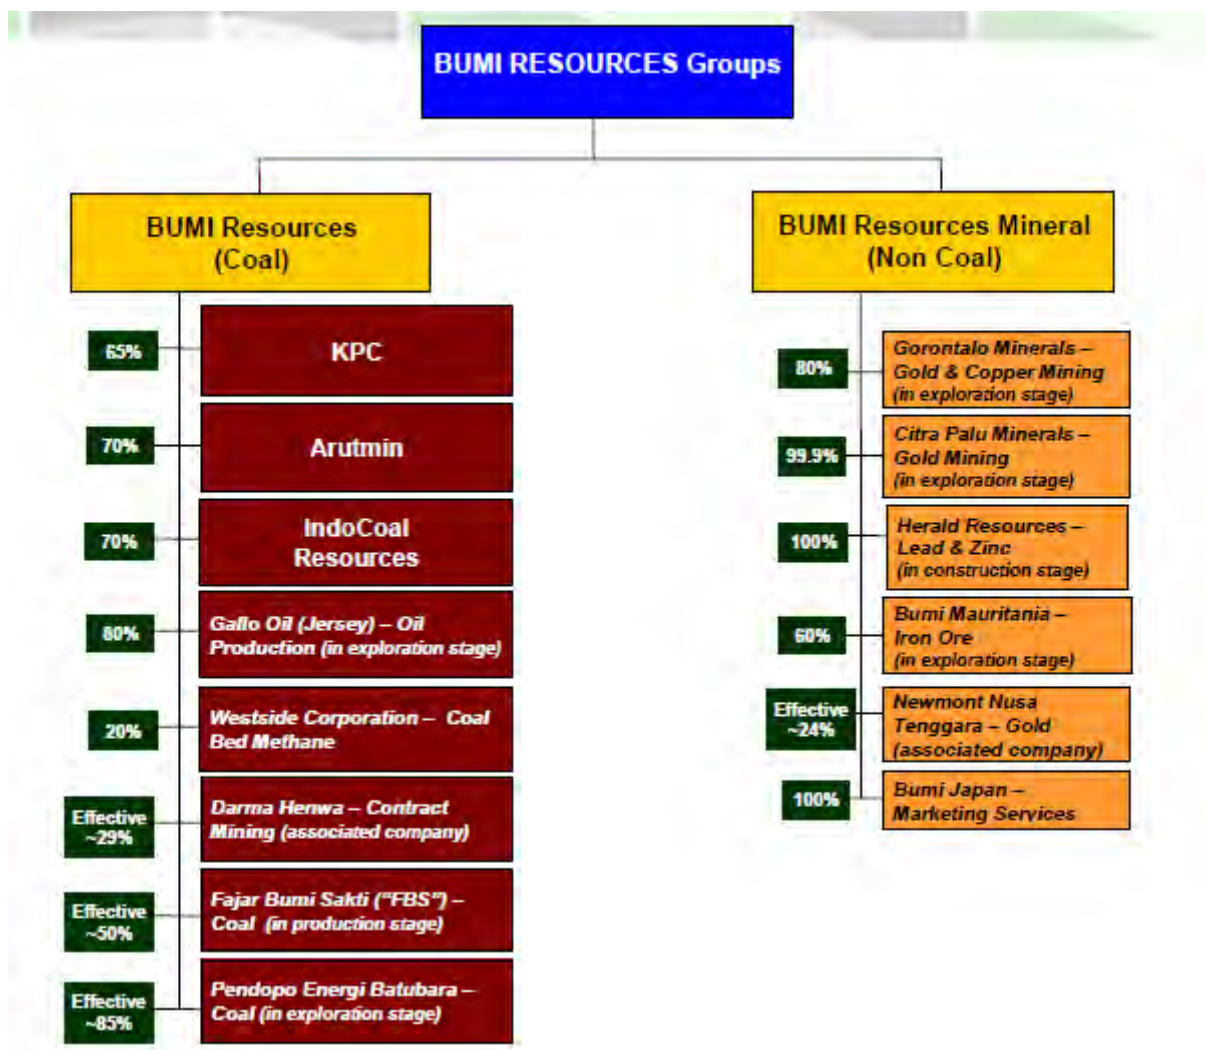 BUMI RESOURCES Groups
BUMI Resources
(Coal)
65%
KPC
70%
Arutmin
70%
IndoCoal
Resources
80%
Gallo Oil (Jersey) – Oil
Production (in exploration stage)
20%
Westside Corporation – Coal
Bed Methane
Effective
~29%
Darma Henwa – Contract
Mining (associated company)
Effective
~50%
Fajar Bumi Sakti ("FBS") –
Coal (in production stage)
Effective
~85%
Pendopo Energi Batubara –
Coal (in exploration stage)
BUMI Resources Mineral
(Non Coal)
80%
Gorontalo Minerals –
Gold & Copper Mining
(in exploration stage)
99.9%
Citra Palu Minerals –
Gold Mining
(in exploration stage)
100%
Herald Resources –
Lead & Zinc
(in construction stage)
60%
Bumi Mauritania –
Iron Ore
(in exploration stage)
Effective
~24%
Newmont Nusa
Tenggara – Gold
(associated company)
100%
Bumi Japan –
Marketing Services